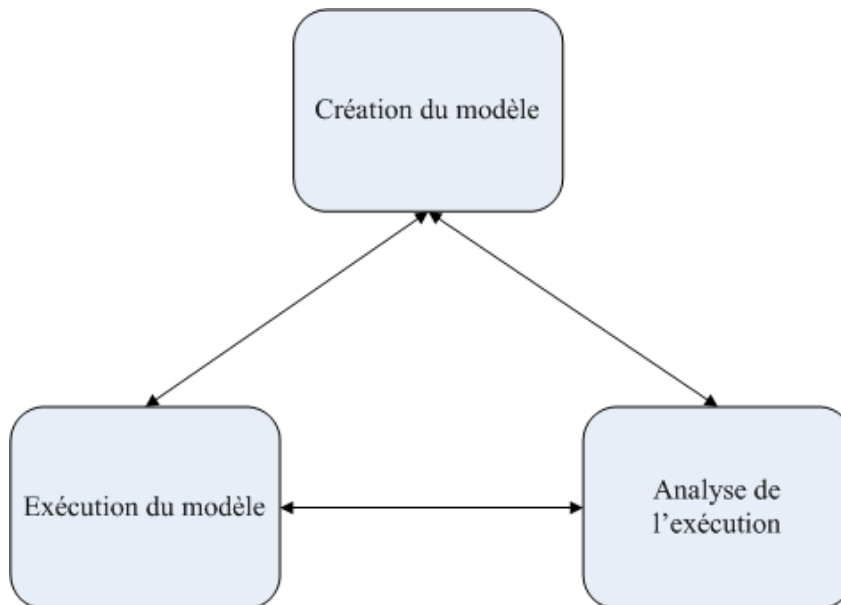 Création du modèle
Exécution du modèle
Analyse de
l’exécution